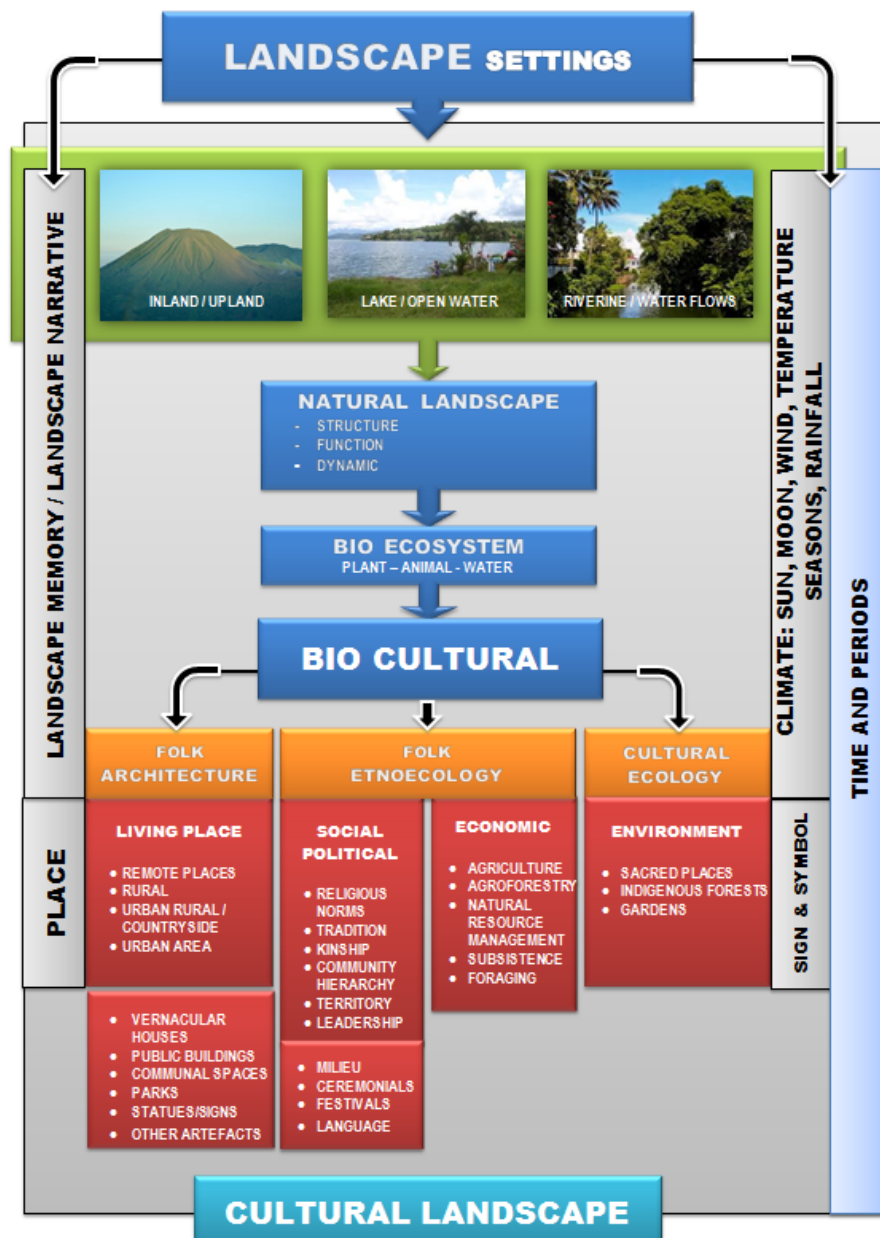 LANDSCAPE SETTINGS
INLAND / UPLAND
LAKE / OPEN WATER
RIVERINE / WATER FLOWS
LANDSCAPE MEMORY / LANDSCAPE NARRATIVE
CLIMATE: SUN, MOON, WIND, TEMPERATURE
SEASONS, RAINFALL
TIME AND PERIODS
NATURAL LANDSCAPE
- STRUCTURE
- FUNCTION
- DYNAMIC
BIO ECOSYSTEM
PLANT – ANIMAL - WATER
BIO CULTURAL
FOLK
ARCHITECTURE
FOLK
ETNOECOLOGY
CULTURAL
ECOLOGY
PLACE
LIVING PLACE
● REMOTE PLACES
● RURAL
● URBAN RURAL /
COUNTRYSIDE
● URBAN AREA
● VERNACULAR
HOUSES
● PUBLIC BUILDINGS
● COMMUNAL SPACES
● PARKS
● STATUES/SIGNS
● OTHER ARTEFACTS
SOCIAL
POLITICAL
● RELIGIOUS
NORMS
● TRADITION
● KINSHIP
● COMMUNITY
HIERARCHY
● TERRITORY
● LEADERSHIP
● MILIEU
● CEREMONIALS
● FESTIVALS
● LANGUAGE
ECONOMIC
● AGRICULTURE
● AGROFORESTRY
● NATURAL
RESOURCE
MANAGEMENT
● SUBSISTENCE
● FORAGING
ENVIRONMENT
● SACRED PLACES
● INDIGENOUS FORESTS
● GARDENS
SIGN & SYMBOL
CULTURAL LANDSCAPE